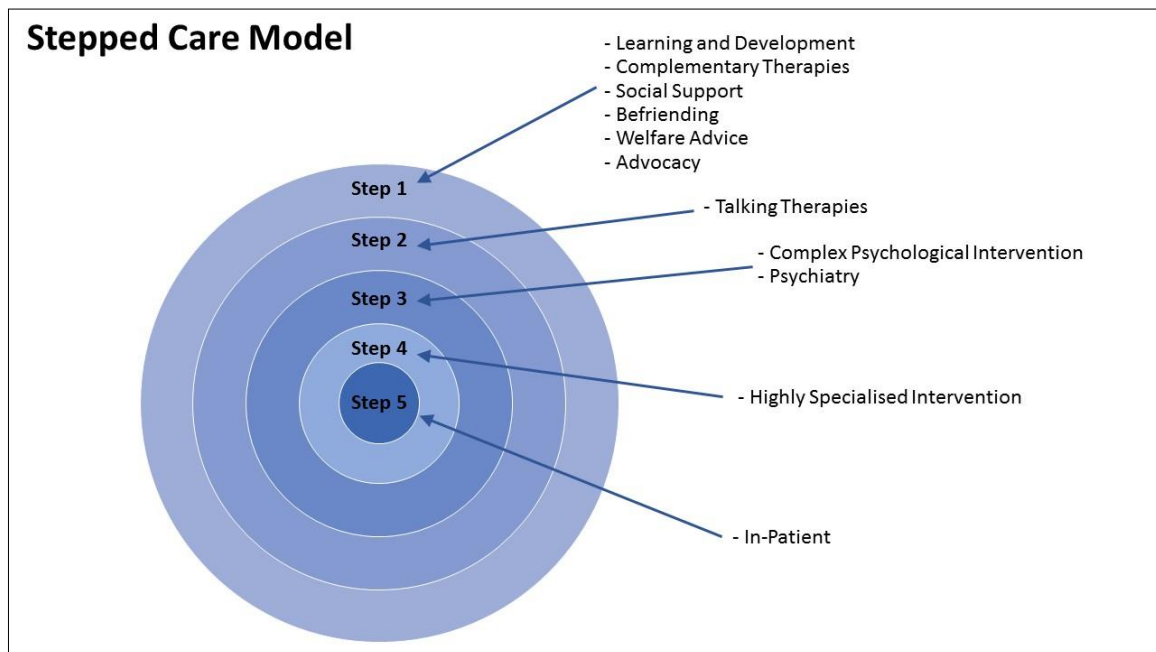 Stepped Care Model
- Learning and Development
- Complementary Therapies
- Social Support
- Befriending
- Welfare Advice
- Advocacy
Step 1
- Talking Therapies
Step 2
- Complex Psychological Intervention
- Psychiatry
Step 3
Step 4
- Highly Specialised Intervention
Step 5
- In-Patient